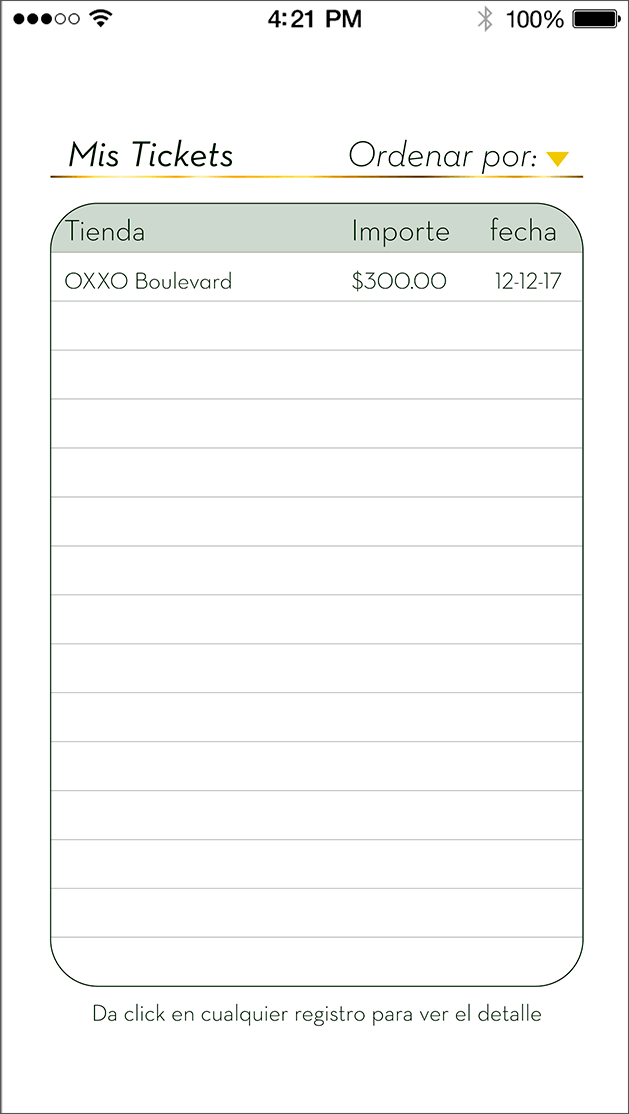 4:21 PM 100%
Mis Tickets Ordenar por:
Tienda Importe fecha
OXXO Boulevard $300.00 12-12-17
Da click en cualquier registro para ver el detalle